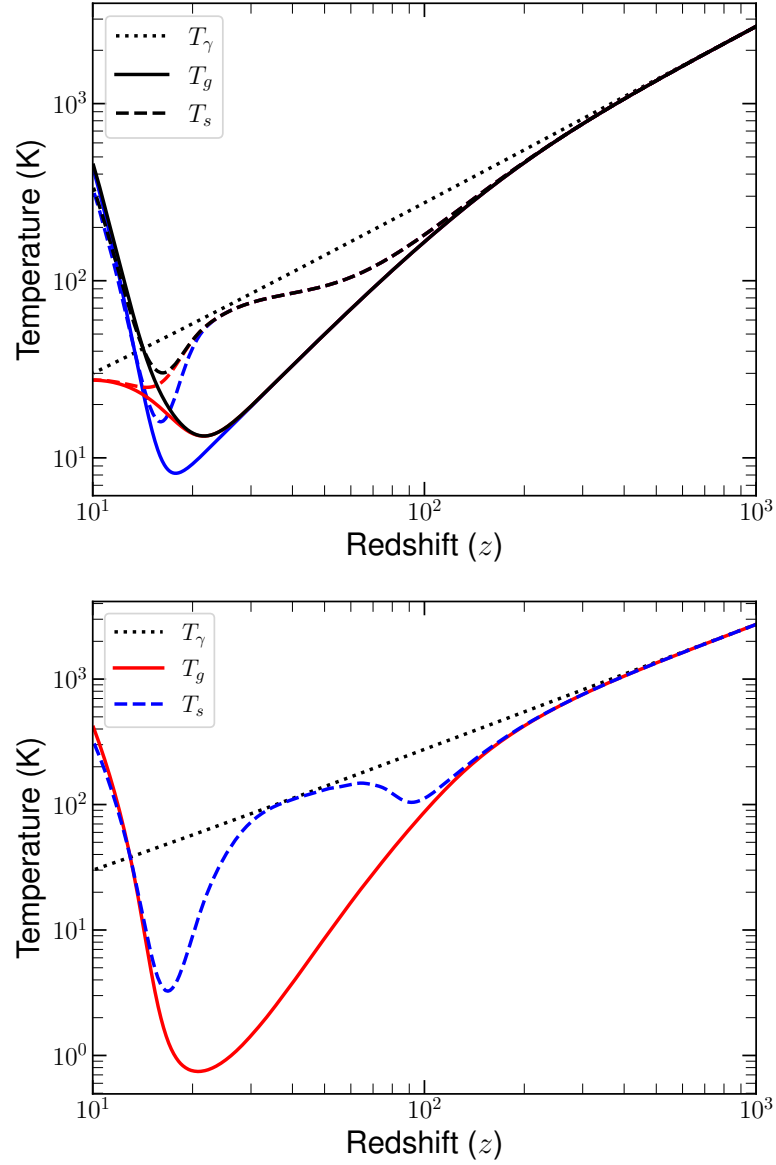 T_γ
T_g
T_s
10^3
10^2
10^1
Temperature (K)
10^1
10^2
10^3
Redshift (z)
T_γ
T_g
T_s
10^3
10^2
10^1
10^0
Temperature (K)
10^1
10^2
10^3
Redshift (z)